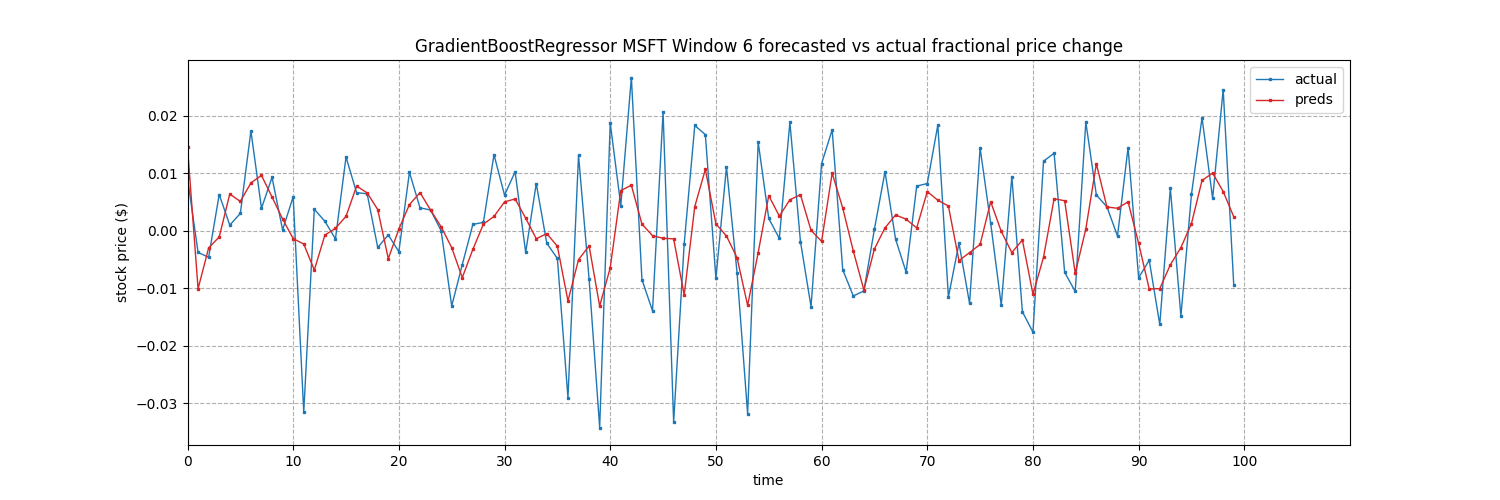 GradientBoostRegressor MSFT Window 6 forecasted vs actual fractional price change
actual
preds
stock price ($)
0.02
0.01
0.00
−0.01
−0.02
−0.03
0 10 20 30 40 50 60 70 80 90 100
time